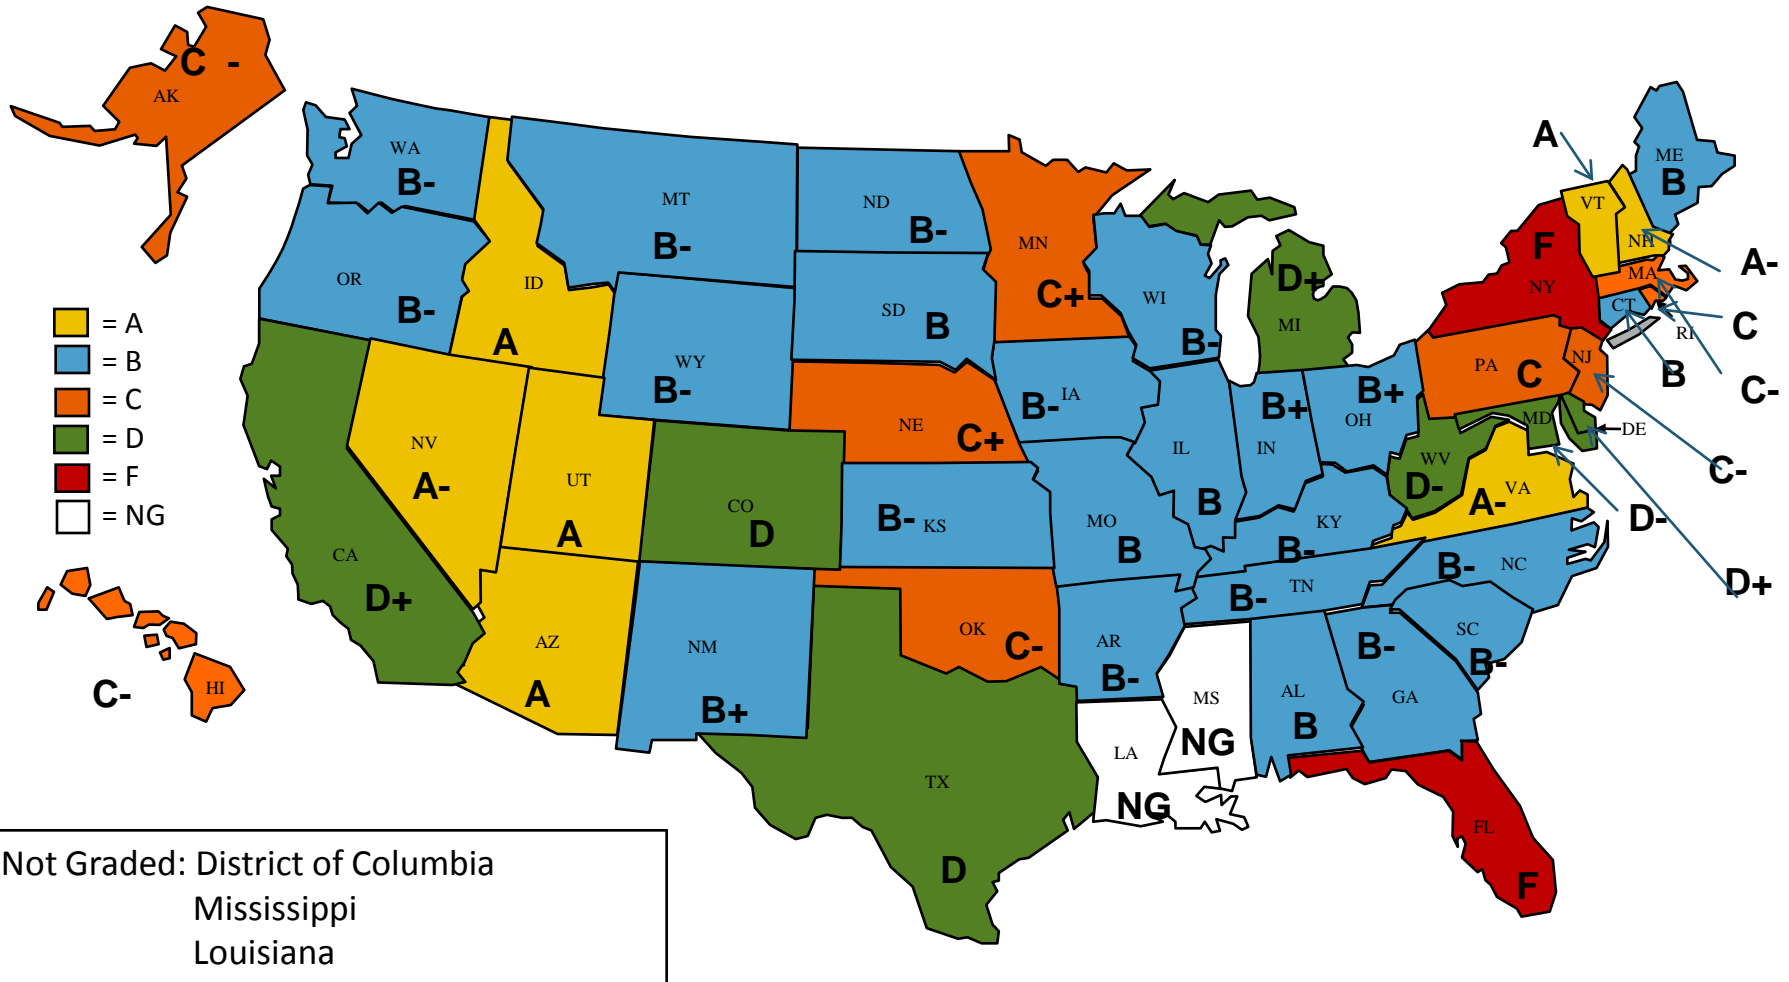 C -
AK
A
ME
B
WA
B-
MT
B-
ND
B-
MN
C+
VT
NH
A-
F
NY
MA
OR
B-
ID
A
D+
MI
WI
B-
SD
B
CT
RI
C
B
C-
= A
= B
= C
= D
= F
= NG
WY
B-
NE
C+
B- IA
B+
IN
B+
OH
PA C
NJ
MD
DE
C-
NV
A-
UT
A
CO
D
B- KS
MO
B
IL
B
KY
B-
WV
D-
A- VA
D-
D+
CA
D+
AZ
A
NM
B+
OK
C-
AR
B-
B- TN
B- NC
SC
B-
B-
GA
HI
C-
MS
NG
AL
B
LA
NG
TX
D
FL
F
Not Graded: District of Columbia
Mississippi
Louisiana